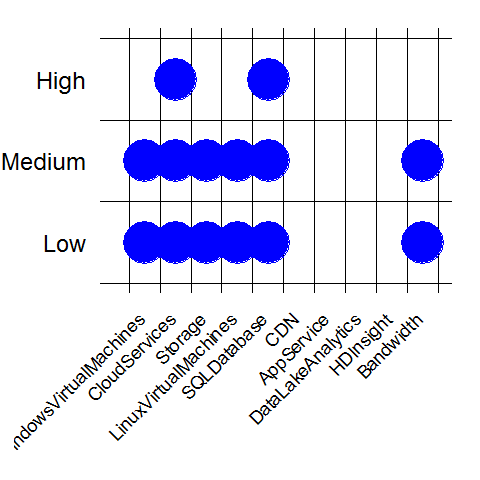 High
Medium
Low
ndowsVirtualMachines
CloudServices
Storage
LinuxVirtualMachines
SQLDatabase
CDN
AppService
DataLakeAnalytics
HDInsight
Bandwidth